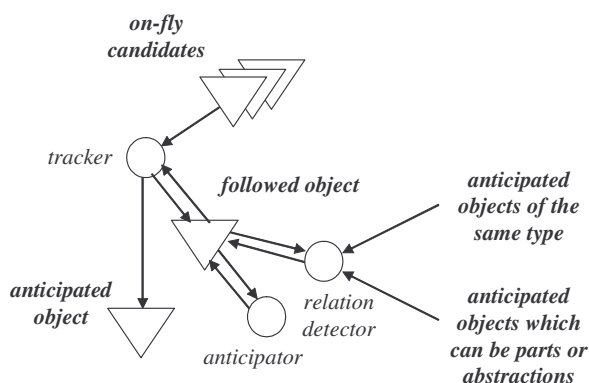 on-fly
candidates
tracker
followed object
anticipated
objects of the
same type
anticipated
object
relation
detector
anticipator
anticipated
objects which
can be parts or
abstractions